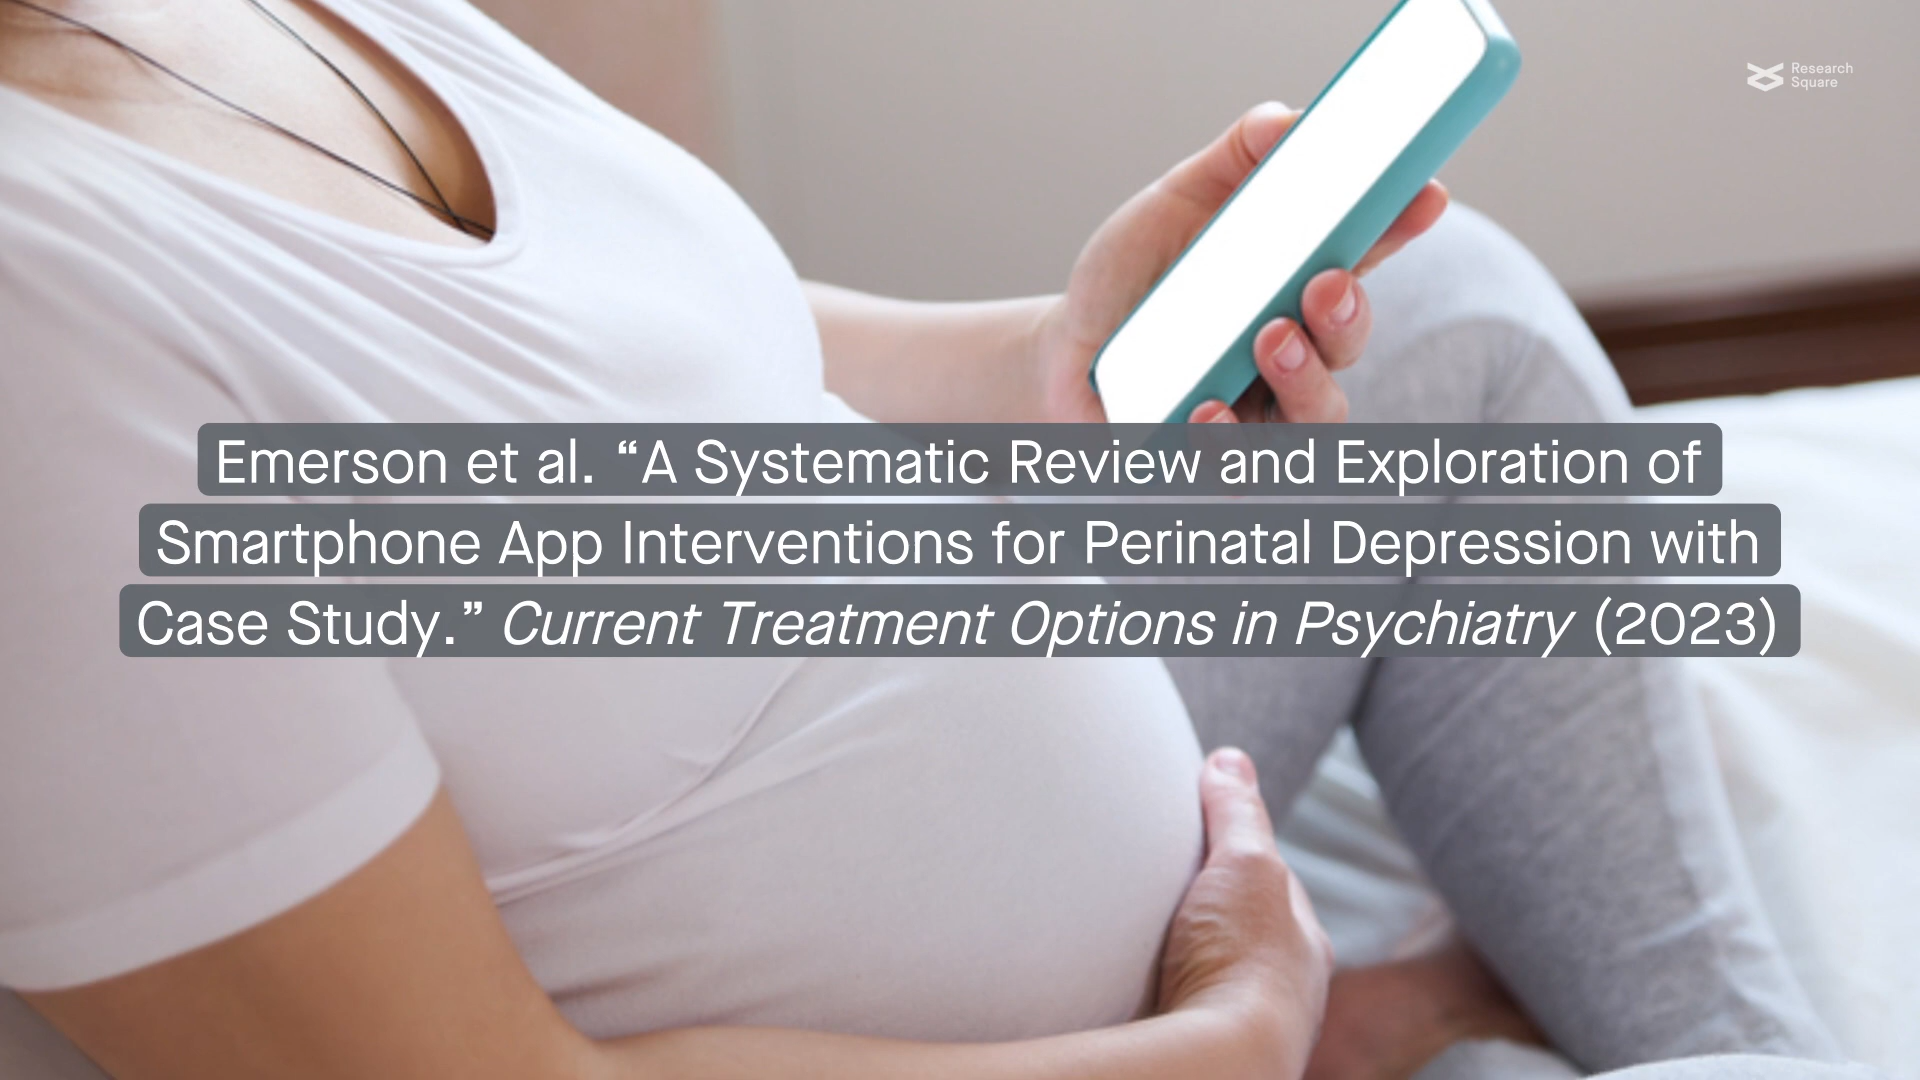 Research
Square
Emerson et al. “A Systematic Review and Exploration of
Smartphone App Interventions for Perinatal Depression with
Case Study.” Current Treatment Options in Psychiatry (2023)